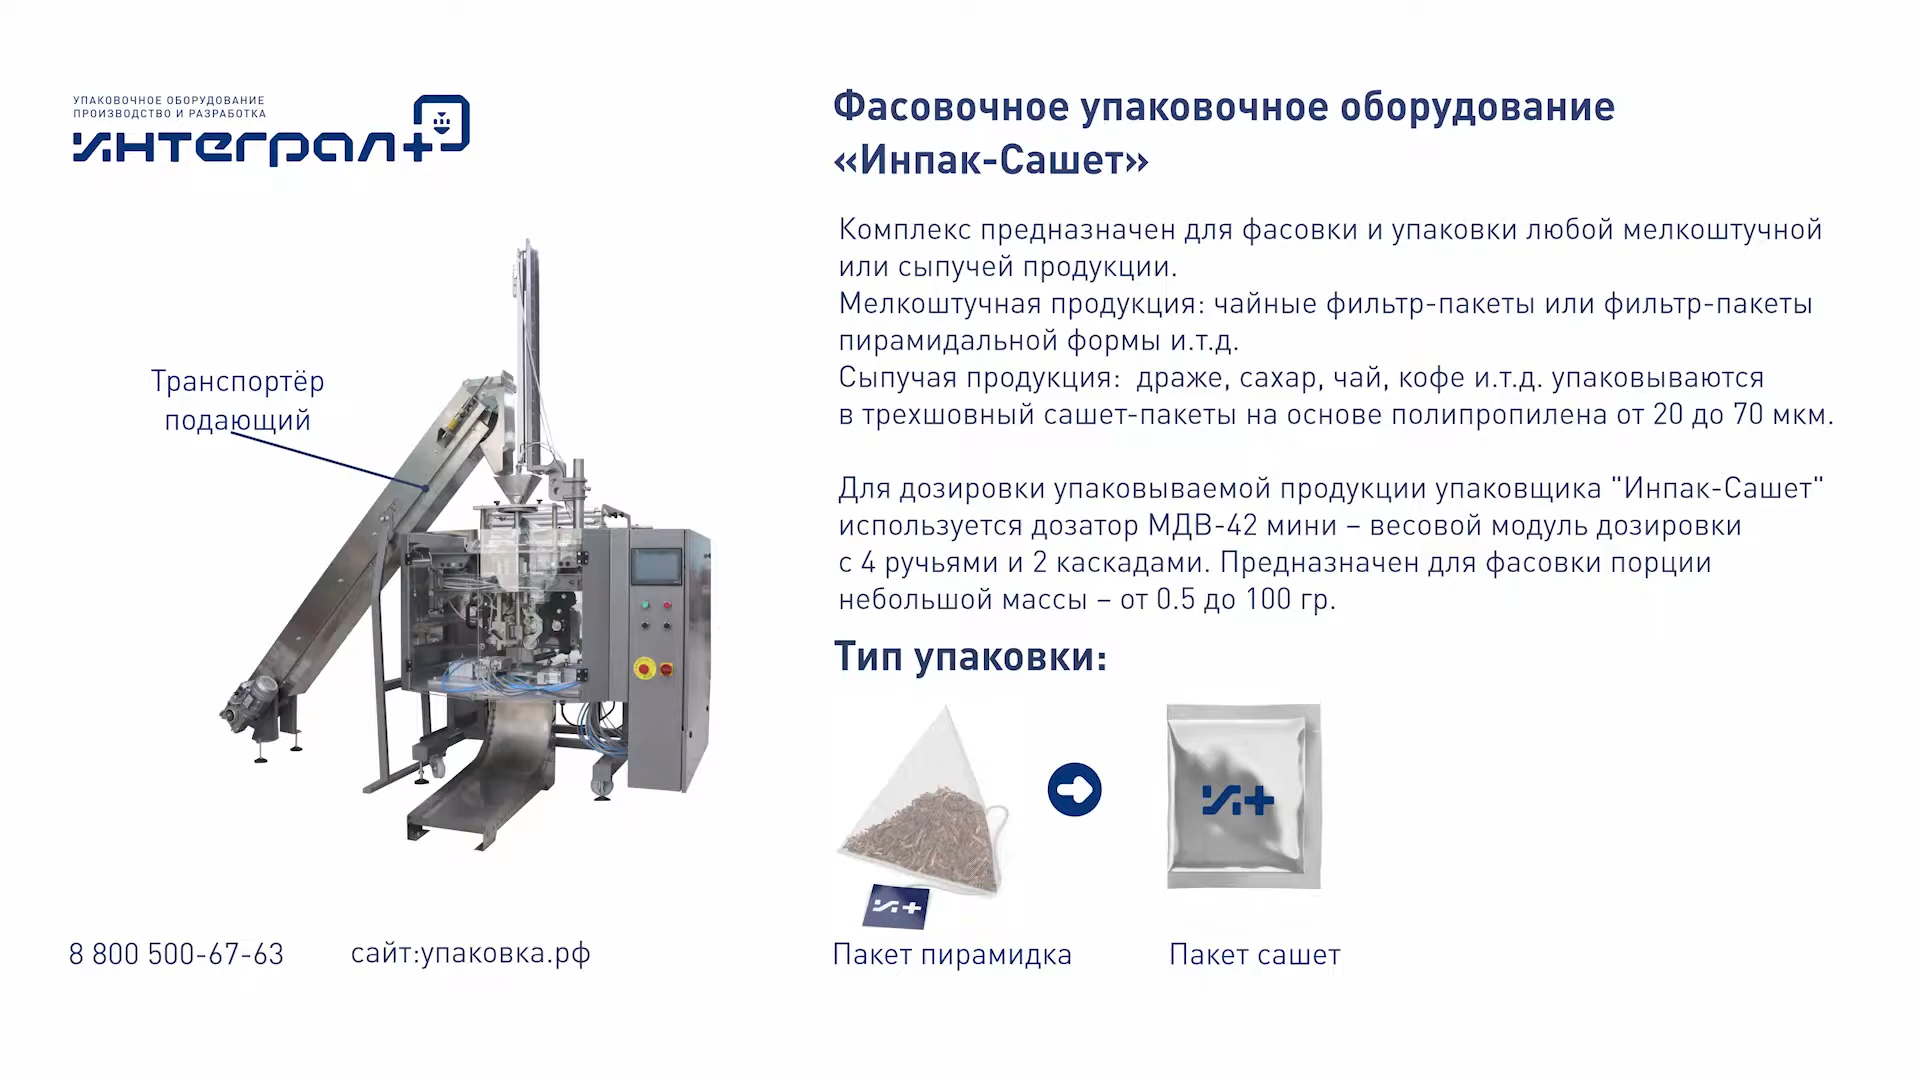 УПАКОВОЧНОЕ ОБОРУДОВАНИЕ
ПРОИЗВОДСТВО И РАЗРАБОТКА
интеграл+
Транспортёр
подающий
8 800 500-67-63
сайт:упаковка.рф
Фасовочное упаковочное оборудование
«Инпак-Сашет»
Комплекс предназначен для фасовки и упаковки любой мелкоштучной
или сыпучей продукции.
Мелкоштучная продукция: чайные фильтр-пакеты или фильтр-пакеты
пирамидальной формы и.т.д.
Сыпучая продукция: драже, сахар, чай, кофе и.т.д. упаковываются
в трехшовный сашет-пакеты на основе полипропилена от 20 до 70 мкм.
Для дозировки упаковываемой продукции упаковщика "Инпак-Сашет"
используется дозатор МДВ-42 мини – весовой модуль дозировки
с 4 ручьями и 2 каскадами. Предназначен для фасовки порции
небольшой массы – от 0.5 до 100 гр.
Тип упаковки:
и+
и+
Пакет пирамидка
Пакет сашет